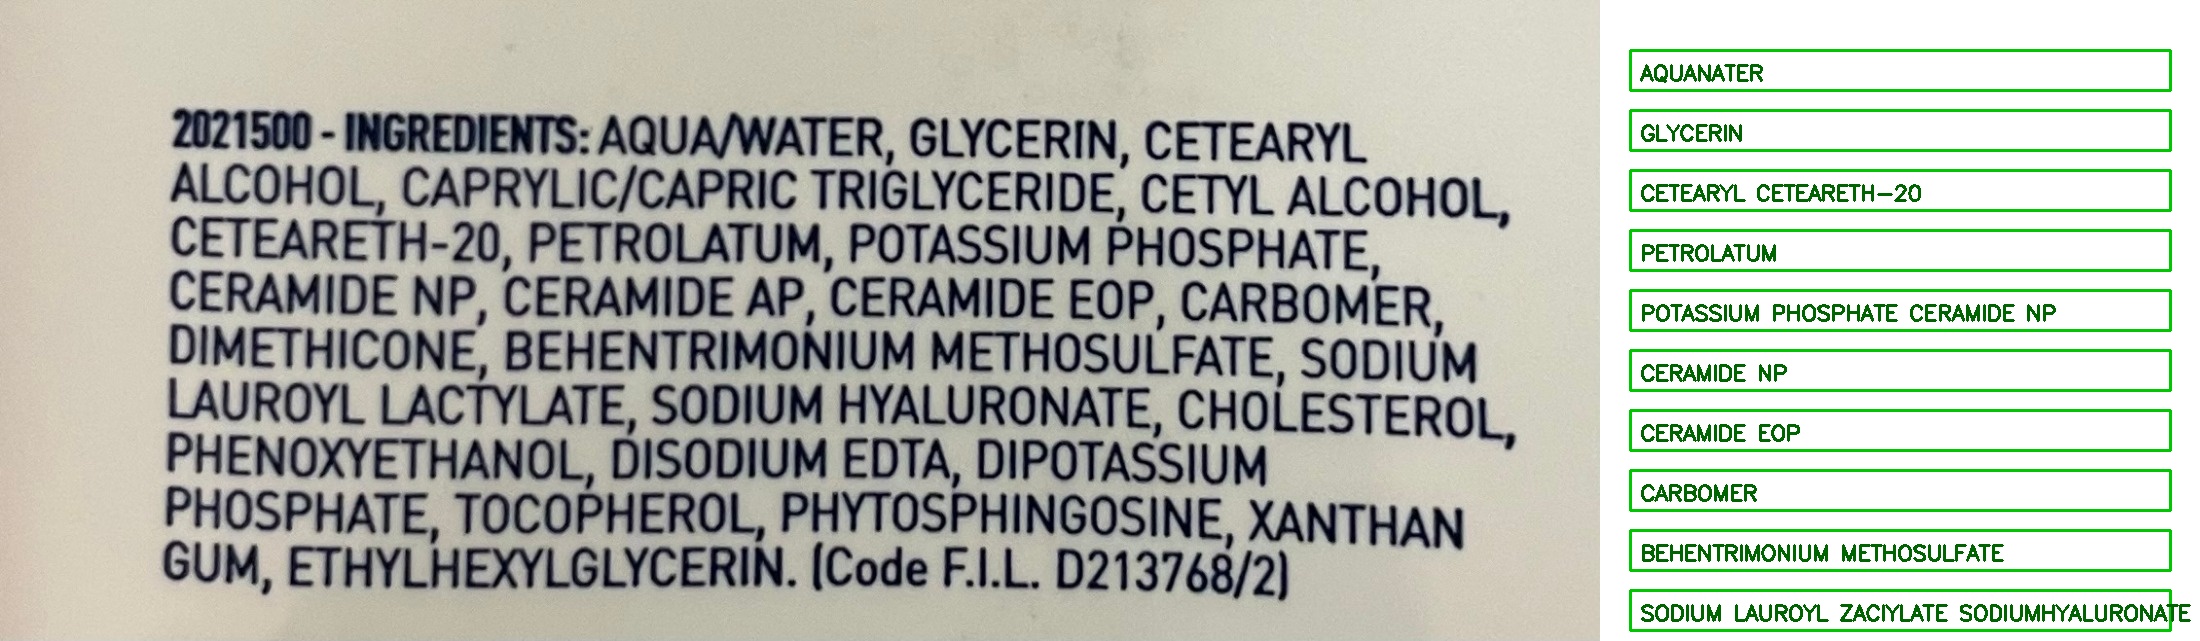 2021500 - INGREDIENTS: AQUA/WATER, GLYCERIN, CETEARYL
ALCOHOL, CAPRYLIC/CAPRIC TRIGLYCERIDE, CETYL ALCOHOL,
CETEARETH-20, PETROLATUM, POTASSIUM PHOSPHATE,
CERAMIDE NP, CERAMIDE AP, CERAMIDE EOP, CARBOMER,
DIMETHICONE, BEHENTRIMONIUM METHOSULFATE, SODIUM
LAUROYL LACTYLATE, SODIUM HYALURONATE, CHOLESTEROL,
PHENOXYETHANOL, DISODIUM EDTA, DIPOTASSIUM
PHOSPHATE, TOCOPHEROL, PHYTOSPHINGOSINE, XANTHAN
GUM, ETHYLHEXYLGLYCERIN. (Code F.I.L. D213768/2)
AQUANATER
GLYCERIN
CETEARYL CETEARETH-20
PETROLATUM
POTASSIUM PHOSPHATE CERAMIDE NP
CERAMIDE NP
CERAMIDE EOP
CARBOMER
BEHENTRIMONIUM METHOSULFATE
SODIUM LAUROYL ZACIYLATE SODIUMHYALURONATE